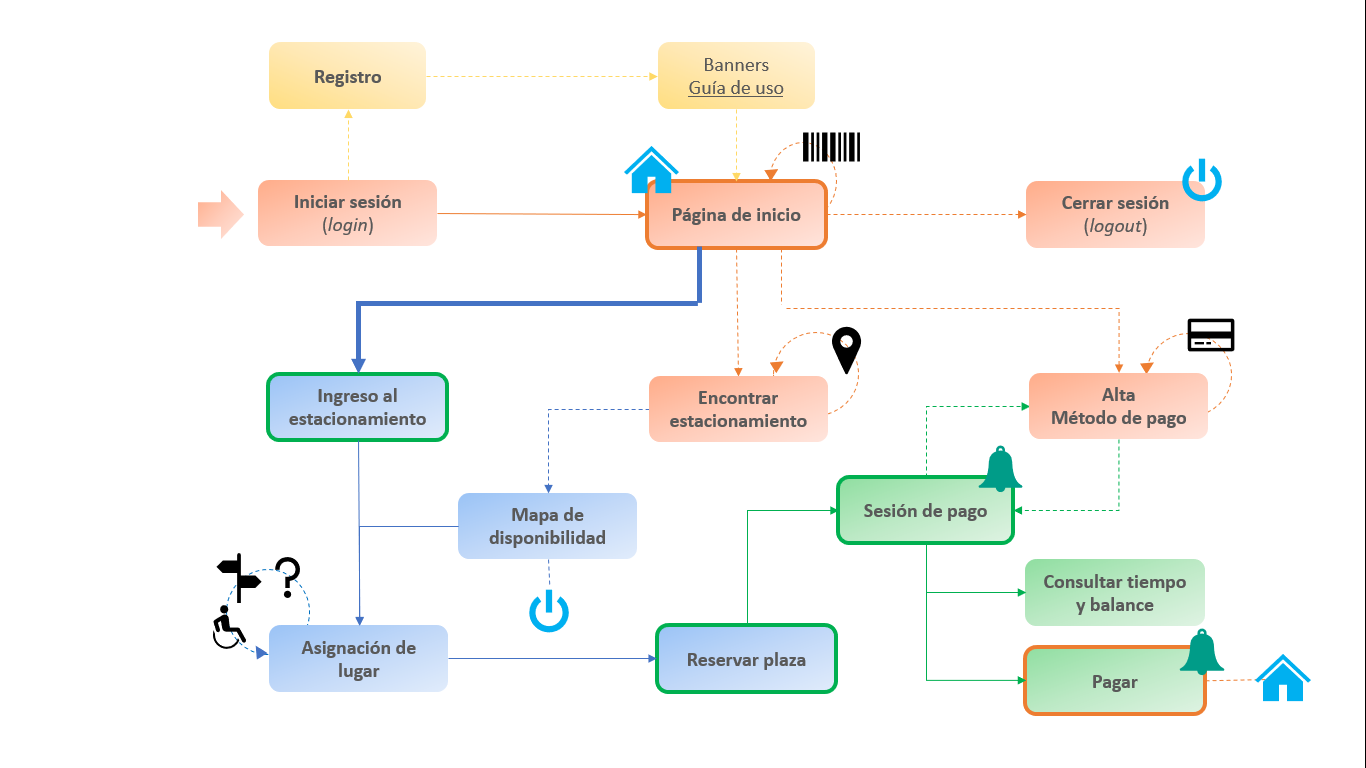 Registro
Banners
Guía de uso
Iniciar sesión
(login)
Página de inicio
Cerrar sesión
(logout)
Ingreso al
estacionamiento
Encontrar
estacionamiento
Alta
Método de pago
Mapa de
disponibilidad
Sesión de pago
Consultar tiempo
y balance
Asignación de
lugar
Reservar plaza
Pagar